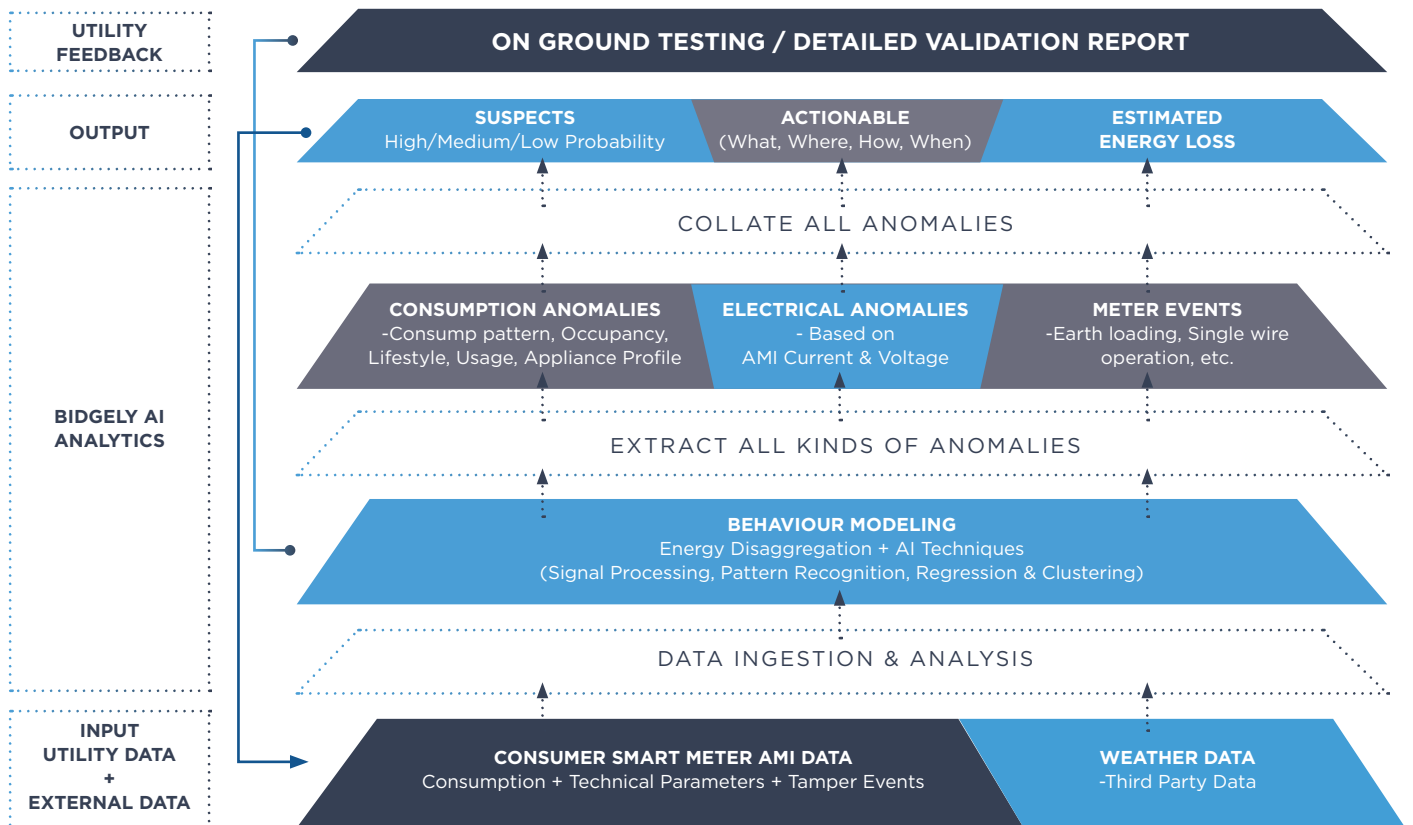 UTILITY
FEEDBACK
ON GROUND TESTING / DETAILED VALIDATION REPORT
OUTPUT
SUSPECTS
High/Medium/Low Probability
ACTIONABLE
(What, Where, How, When)
ESTIMATED
ENERGY LOSS
COLLATE ALL ANOMALIES
BIDGELY AI
ANALYTICS
CONSUMPTION ANOMALIES
-Consump pattern, Occupancy,
Lifestyle, Usage, Appliance Profile
ELECTRICAL ANOMALIES
- Based on
AMI Current & Voltage
METER EVENTS
-Earth loading, Single wire
operation, etc.
EXTRACT ALL KINDS OF ANOMALIES
BEHAVIOUR MODELING
Energy Disaggregation + AI Techniques
(Signal Processing, Pattern Recognition, Regression & Clustering)
DATA INGESTION & ANALYSIS
INPUT
UTILITY DATA
+
EXTERNAL DATA
CONSUMER SMART METER AMI DATA
Consumption + Technical Parameters + Tamper Events
WEATHER DATA
-Third Party Data